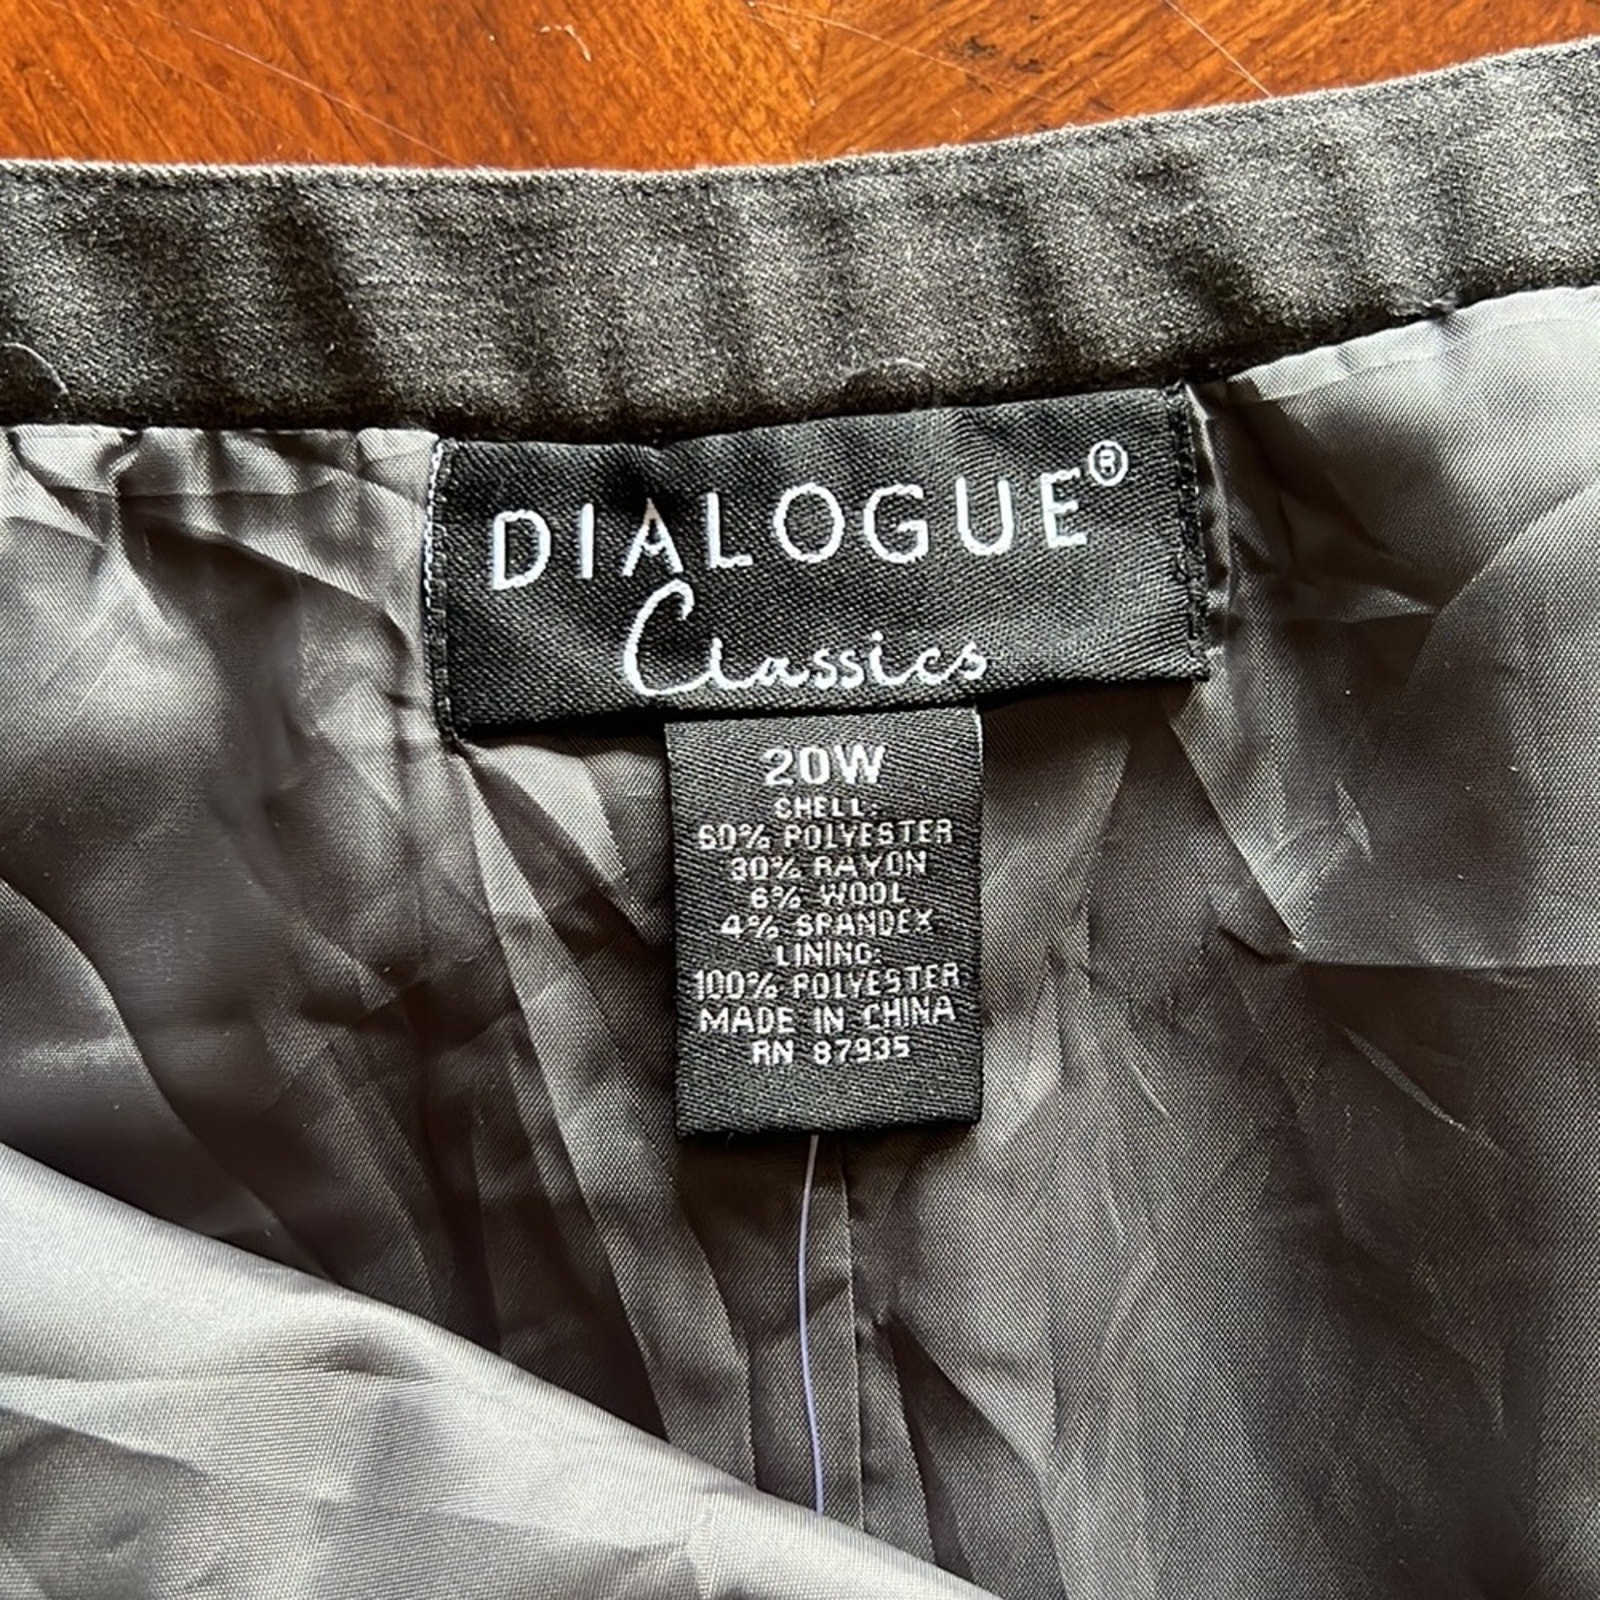 DIALOGUE®
Classics
20W
SHELL:
60% POLYESTER
30% RAYON
6% WOOL
4% SPANDEX
LINING:
100% POLYESTER
MADE IN CHINA
RN 87935